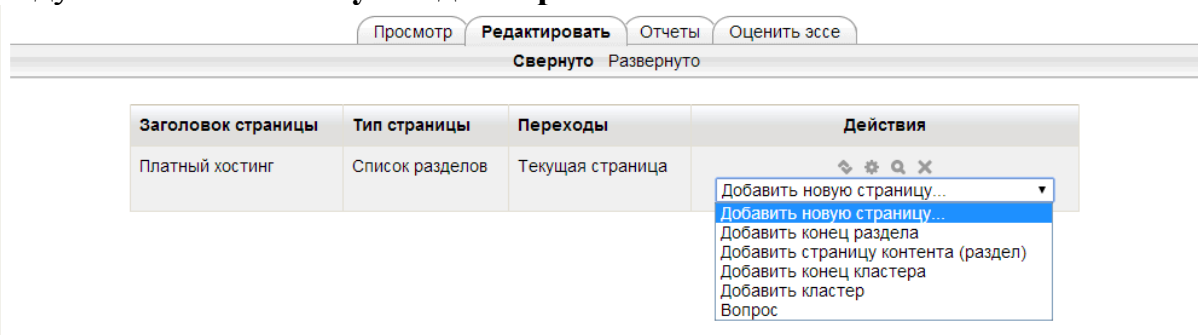 Просмотр Редактировать Отчеты Оценить эссе
Свернуто Развернуто
Заголовок страницы Тип страницы Переходы Действия
Платный хостинг Список разделов Текущая страница
Добавить новую страницу...
Добавить новую страницу...
Добавить конец раздела
Добавить страницу контента (раздел)
Добавить конец кластера
Добавить кластер
Вопрос